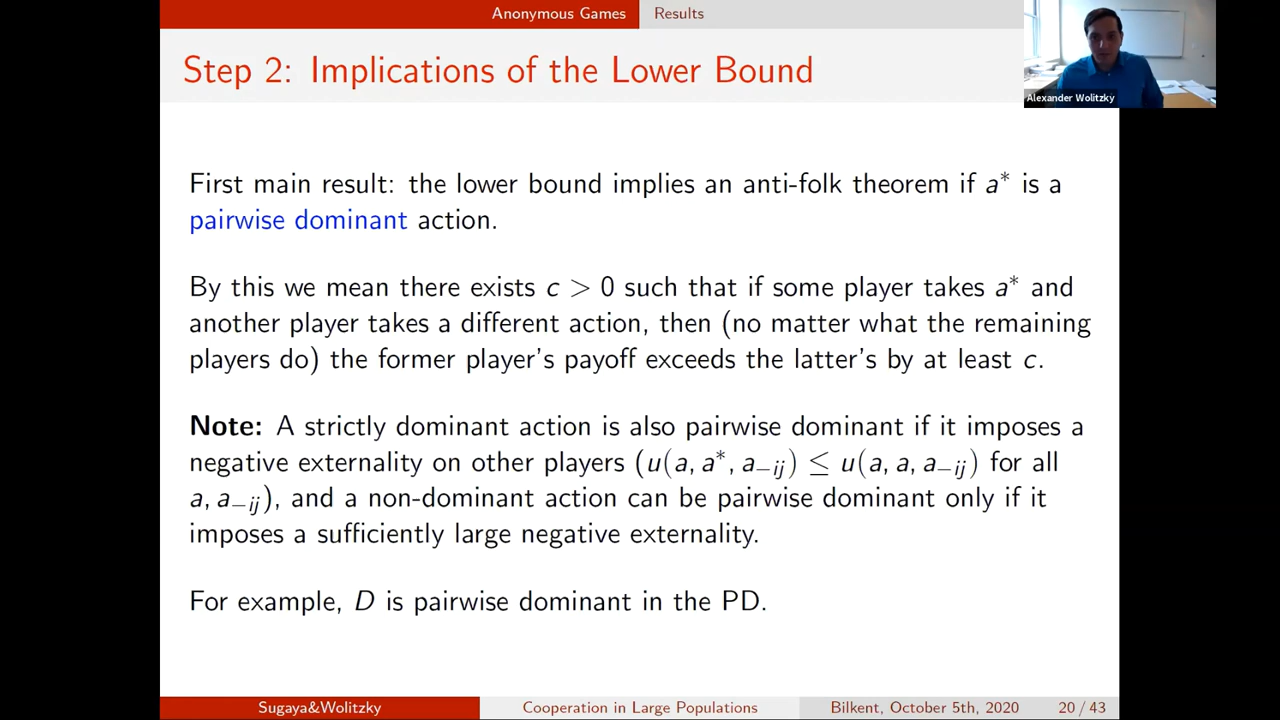 Anonymous Games Results
Step 2: Implications of the Lower Bound
Alexander Wolitzky
First main result: the lower bound implies an anti-folk theorem if a* is a
pairwise dominant action.
By this we mean there exists c > 0 such that if some player takes a* and
another player takes a different action, then (no matter what the remaining
players do) the former player's payoff exceeds the latter's by at least c.
Note: A strictly dominant action is also pairwise dominant if it imposes a
negative externality on other players (u(a, a*, a₋ᵢⱼ) ≤ u(a, a, a₋ᵢⱼ) for all
a, a₋ᵢⱼ), and a non-dominant action can be pairwise dominant only if it
imposes a sufficiently large negative externality.
For example, D is pairwise dominant in the PD.
Sugaya&Wolitzky Cooperation in Large Populations Bilkent, October 5th, 2020 20 / 43